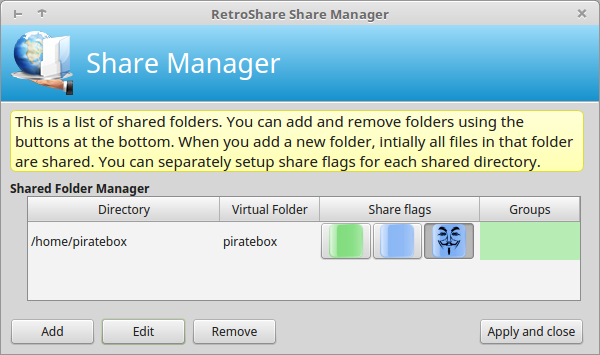 RetroShare Share Manager
Share Manager
This is a list of shared folders. You can add and remove folders using the
buttons at the bottom. When you add a new folder, intially all files in that folder
are shared. You can separately setup share flags for each shared directory.
Shared Folder Manager
Directory Virtual Folder Share flags Groups
/home/piratebox piratebox
Add Edit Remove Apply and close